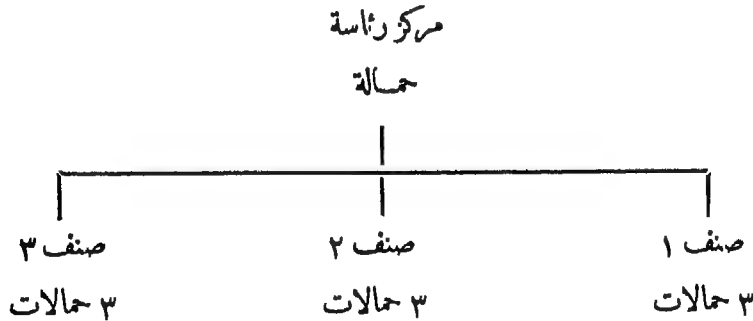 مركز رئاسة
حمالة
صنف ١
صنف ٢
صنف ٣
٣ حمالات
٣ حمالات
٣ حمالات